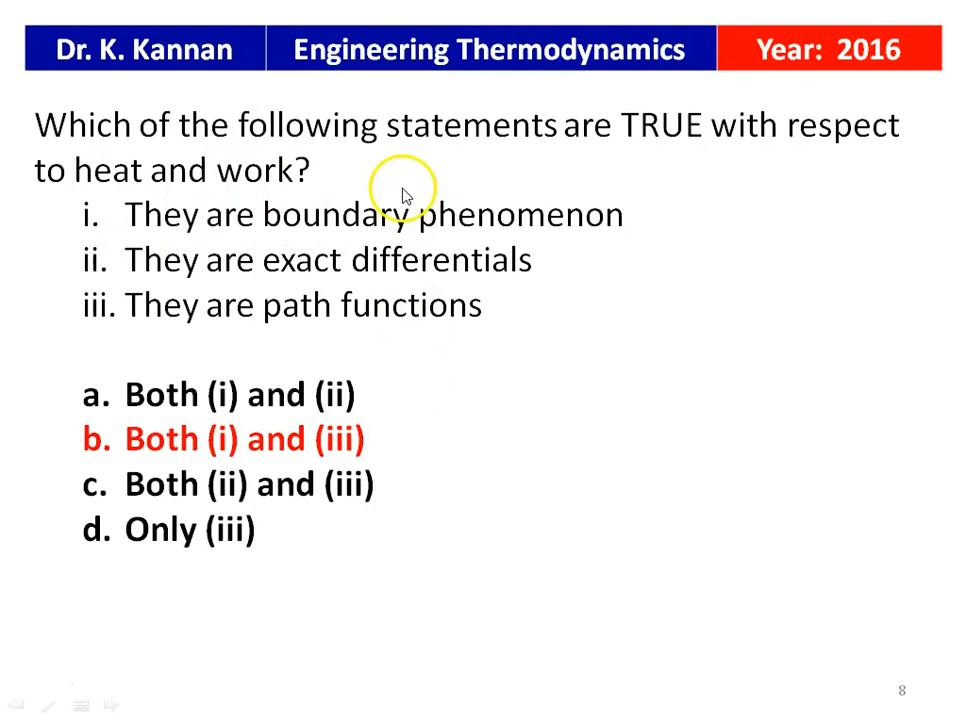 Dr. K. Kannan Engineering Thermodynamics Year: 2016
Which of the following statements are TRUE with respect
to heat and work?
i. They are boundary phenomenon
ii. They are exact differentials
iii. They are path functions
a. Both (i) and (ii)
b. Both (i) and (iii)
c. Both (ii) and (iii)
d. Only (iii)
8